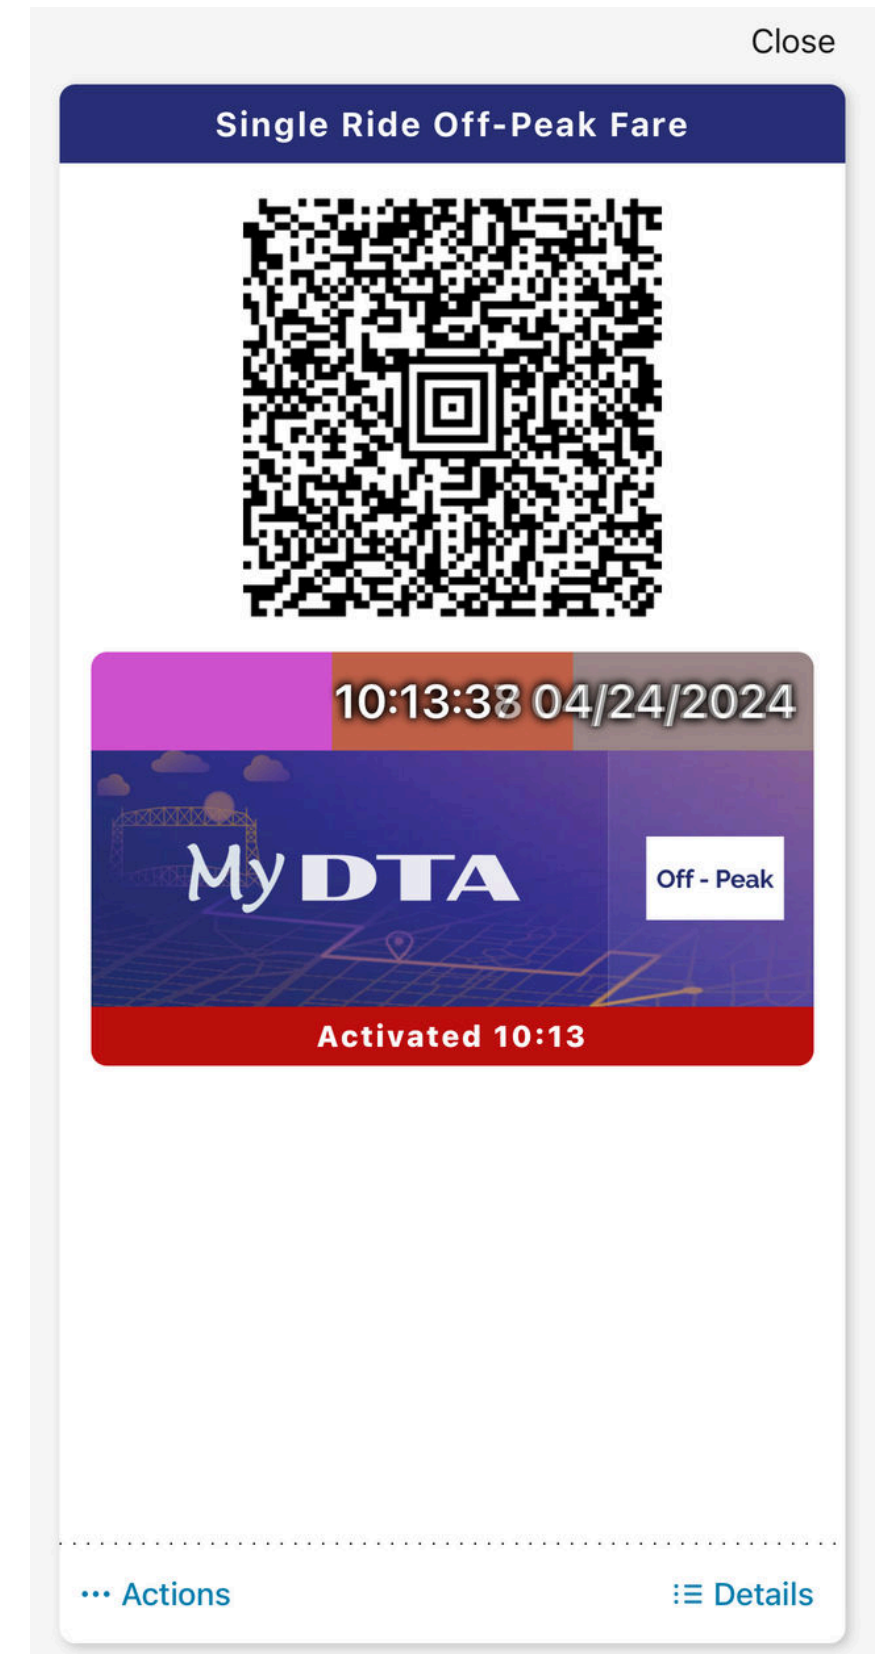 Close
Single Ride Off-Peak Fare
10:13:38 04/24/2024
My DTA
Off - Peak
Activated 10:13
••• Actions
Details